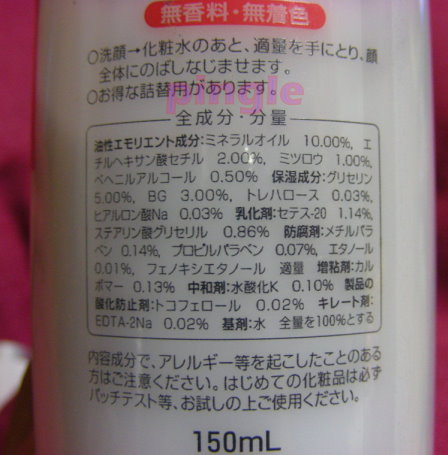 無香料・無着色
○洗顔→化粧水のあと、適量を手にとり、顔
全体にのばしなじませます。
○お得な詰替用があります。
pingle
全成分・分量
油性エモリエント成分:ミネラルオイル 10.00%, エ
チルヘキサン酸セチル 2.00%, ミツロウ 1.00%,
ベヘニルアルコール 0.50% 保湿成分:グリセリン
5.00%, BG 3.00%, トレハロース 0.03%,
ヒアルロン酸Na 0.03% 乳化剤:セテス-20 1.14%,
ステアリン酸グリセリル 0.86% 防腐剤:メチルパラ
ベン 0.14%, プロピルパラベン 0.07%, エタノール
0.01%, フェノキシエタノール 適量 増粘剤:カル
ボマー 0.13% 中和剤:水酸化K 0.10% 製品の
酸化防止剤:トコフェロール 0.02% キレート剤:
EDTA-2Na 0.02% 基剤:水 全量を100%とする
内容成分で、アレルギー等を起こしたことのある
方はご注意ください。はじめての化粧品は必ず
パッチテスト等、お試しの上ご使用ください。
150mL